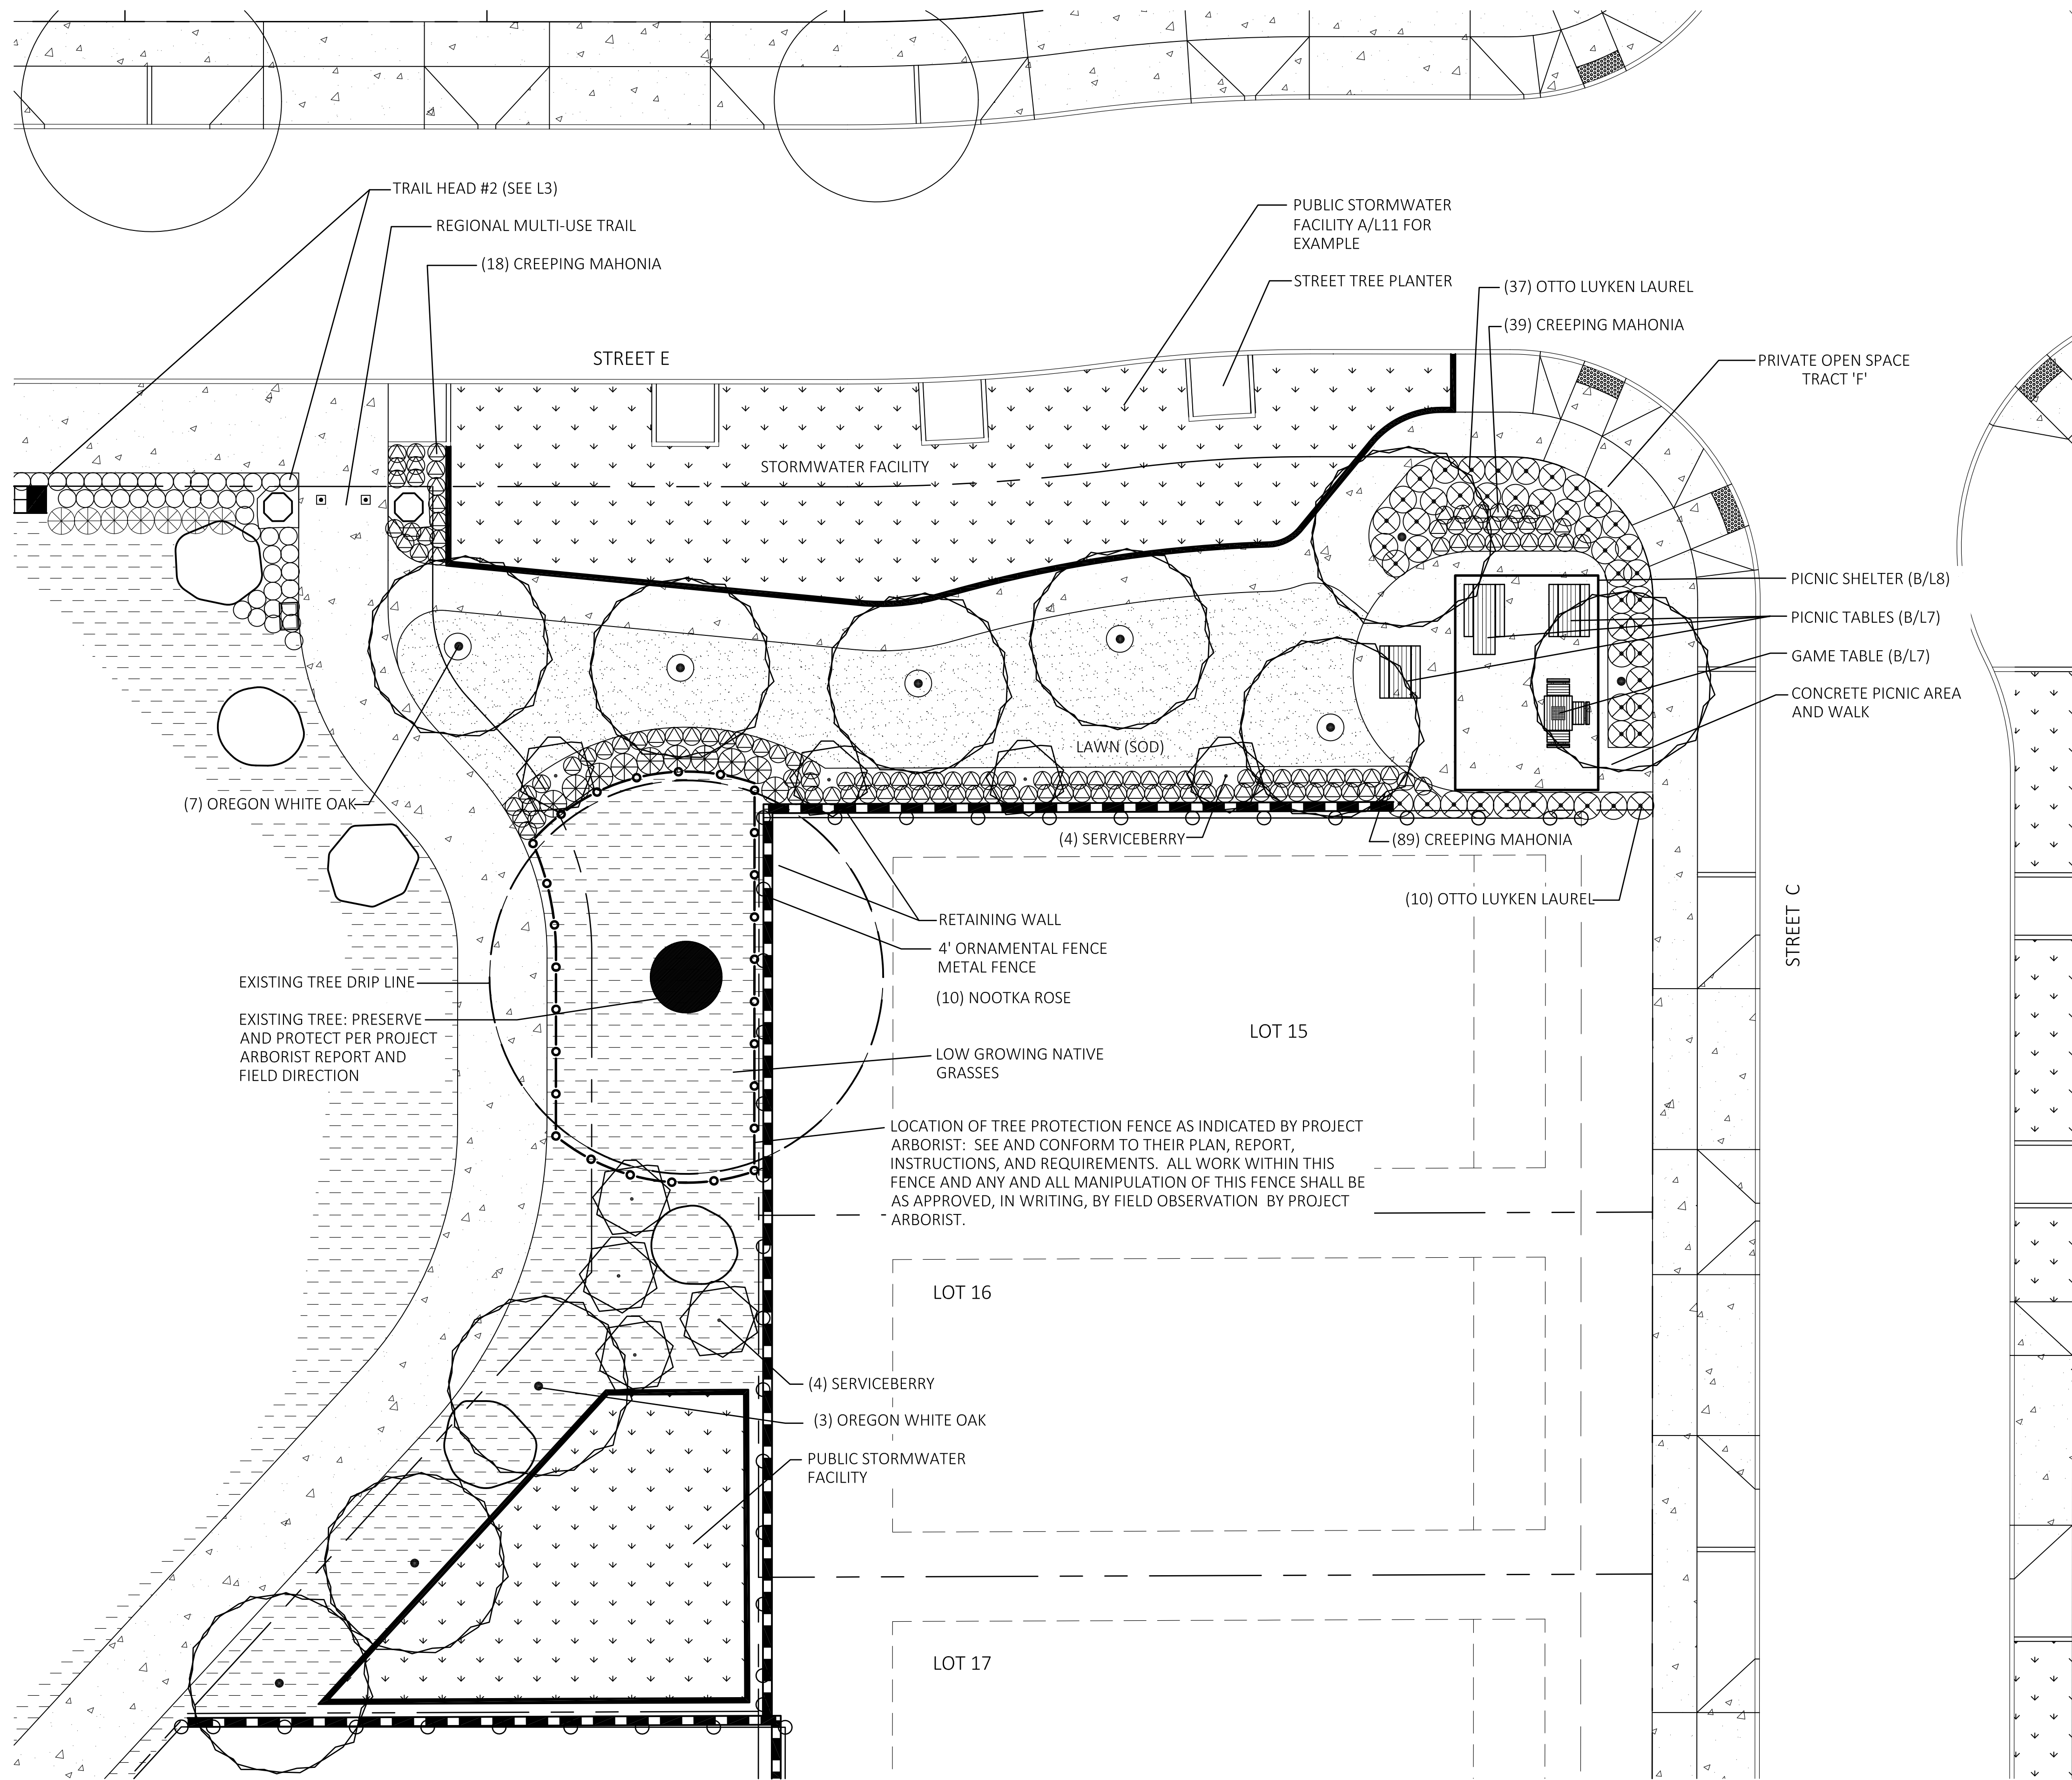 TRAIL HEAD #2 (SEE L3)
REGIONAL MULTI-USE TRAIL
(18) CREEPING MAHONIA
PUBLIC STORMWATER
FACILITY A/L11 FOR
EXAMPLE
STREET TREE PLANTER
(37) OTTO LUYKEN LAUREL
(39) CREEPING MAHONIA
STREET E
PRIVATE OPEN SPACE
TRACT 'F'
STORMWATER FACILITY
PICNIC SHELTER (B/L8)
PICNIC TABLES (B/L7)
GAME TABLE (B/L7)
CONCRETE PICNIC AREA
AND WALK
LAWN (SOD)
(7) OREGON WHITE OAK
(4) SERVICEBERRY
(89) CREEPING MAHONIA
(10) OTTO LUYKEN LAUREL
STREET C
RETAINING WALL
4' ORNAMENTAL FENCE
METAL FENCE
(10) NOOTKA ROSE
EXISTING TREE DRIP LINE
EXISTING TREE: PRESERVE
AND PROTECT PER PROJECT
ARBORIST REPORT AND
FIELD DIRECTION
LOT 15
LOW GROWING NATIVE
GRASSES
LOCATION OF TREE PROTECTION FENCE AS INDICATED BY PROJECT
ARBORIST: SEE AND CONFORM TO THEIR PLAN, REPORT,
INSTRUCTIONS, AND REQUIREMENTS. ALL WORK WITHIN THIS
FENCE AND ANY AND ALL MANIPULATION OF THIS FENCE SHALL BE
AS APPROVED, IN WRITING, BY FIELD OBSERVATION BY PROJECT
ARBORIST.
LOT 16
(4) SERVICEBERRY
(3) OREGON WHITE OAK
PUBLIC STORMWATER
FACILITY
LOT 17